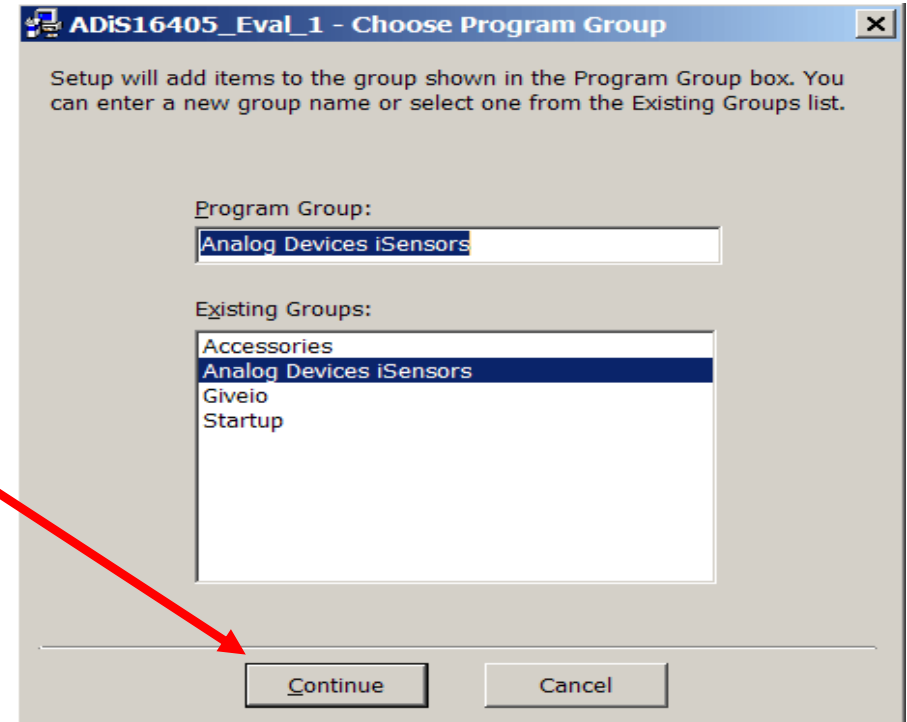 ADiS16405_Eval_1 - Choose Program Group
Setup will add items to the group shown in the Program Group box. You
can enter a new group name or select one from the Existing Groups list.
Program Group:
Analog Devices iSensors
Existing Groups:
Accessories
Analog Devices iSensors
Giveio
Startup
Continue
Cancel